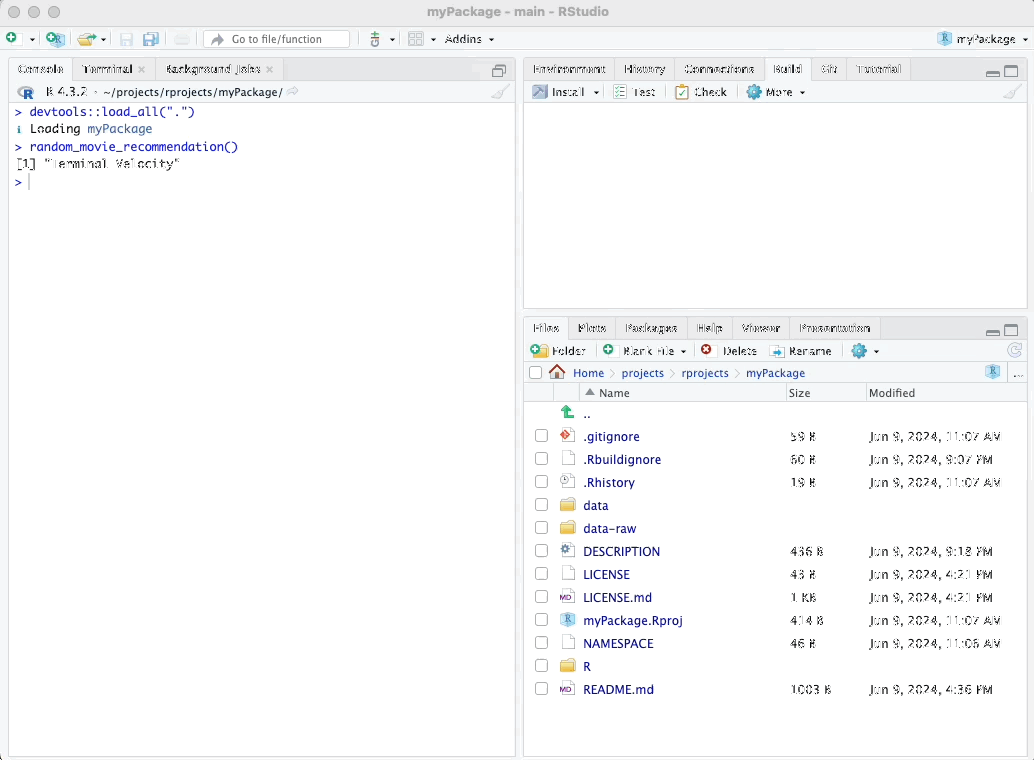 myPackage - main - RStudio
Go to file/function
Addins
myPackage
Console
Terminal
Background Jobs
R 4.3.2 · ~/projects/rprojects/myPackage/
> devtools::load_all(".")
ℹ Loading myPackage
> random_movie_recommendation()
[1] "Terminal Velocity"
>
Environment
History
Connections
Build
Git
Tutorial
Install
Test
Check
More
Files
Plots
Packages
Help
Viewer
Presentation
Folder
Blank File
Delete
Rename
Home
projects
rprojects
myPackage
...
Name Size Modified
..
.gitignore 59 B Jun 9, 2024, 11:07 AM
.Rbuildignore 60 B Jun 9, 2024, 9:07 PM
.Rhistory 19 B Jun 9, 2024, 11:07 AM
data
data-raw
DESCRIPTION 436 B Jun 9, 2024, 9:18 PM
LICENSE 43 B Jun 9, 2024, 4:21 PM
LICENSE.md 1 KB Jun 9, 2024, 4:21 PM
myPackage.Rproj 414 B Jun 9, 2024, 11:07 AM
NAMESPACE 46 B Jun 9, 2024, 11:06 AM
R
README.md 1003 B Jun 9, 2024, 4:36 PM